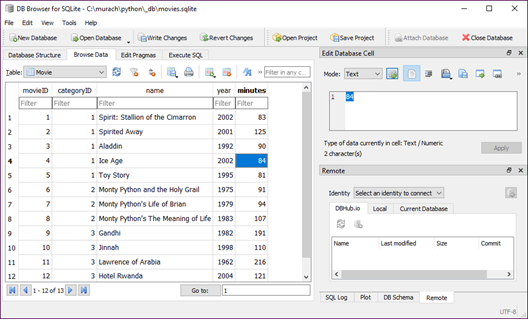 DB Browser for SQLite - C:\murach\python\_db\movies.sqlite
File Edit View Tools Help
New Database Open Database Write Changes Revert Changes Open Project Save Project Attach Database Close Database
Database Structure Browse Data Edit Pragmas Execute SQL
Table: Movie Filter in any c...
movieID categoryID name year minutes
Filter Filter Filter Filter Filter
1 1 1 Spirit: Stallion of the Cimarron 2002 83
2 2 1 Spirited Away 2001 125
3 3 1 Aladdin 1992 90
4 4 1 Ice Age 2002 84
5 5 1 Toy Story 1995 81
6 6 2 Monty Python and the Holy Grail 1975 91
7 7 2 Monty Python's Life of Brian 1979 94
8 8 2 Monty Python's The Meaning of Life 1983 107
9 9 3 Gandhi 1982 191
10 10 3 Jinnah 1998 110
11 11 3 Lawrence of Arabia 1962 216
12 12 3 Hotel Rwanda 2004 121
1 - 12 of 13 Go to: 1
Edit Database Cell
Mode: Text
1 84
Type of data currently in cell: Text / Numeric
2 character(s)
Apply
Remote
Identity Select an identity to connect
DBHub.io Local Current Database
Name Last modified Size Commit
SQL Log Plot DB Schema Remote
UTF-8